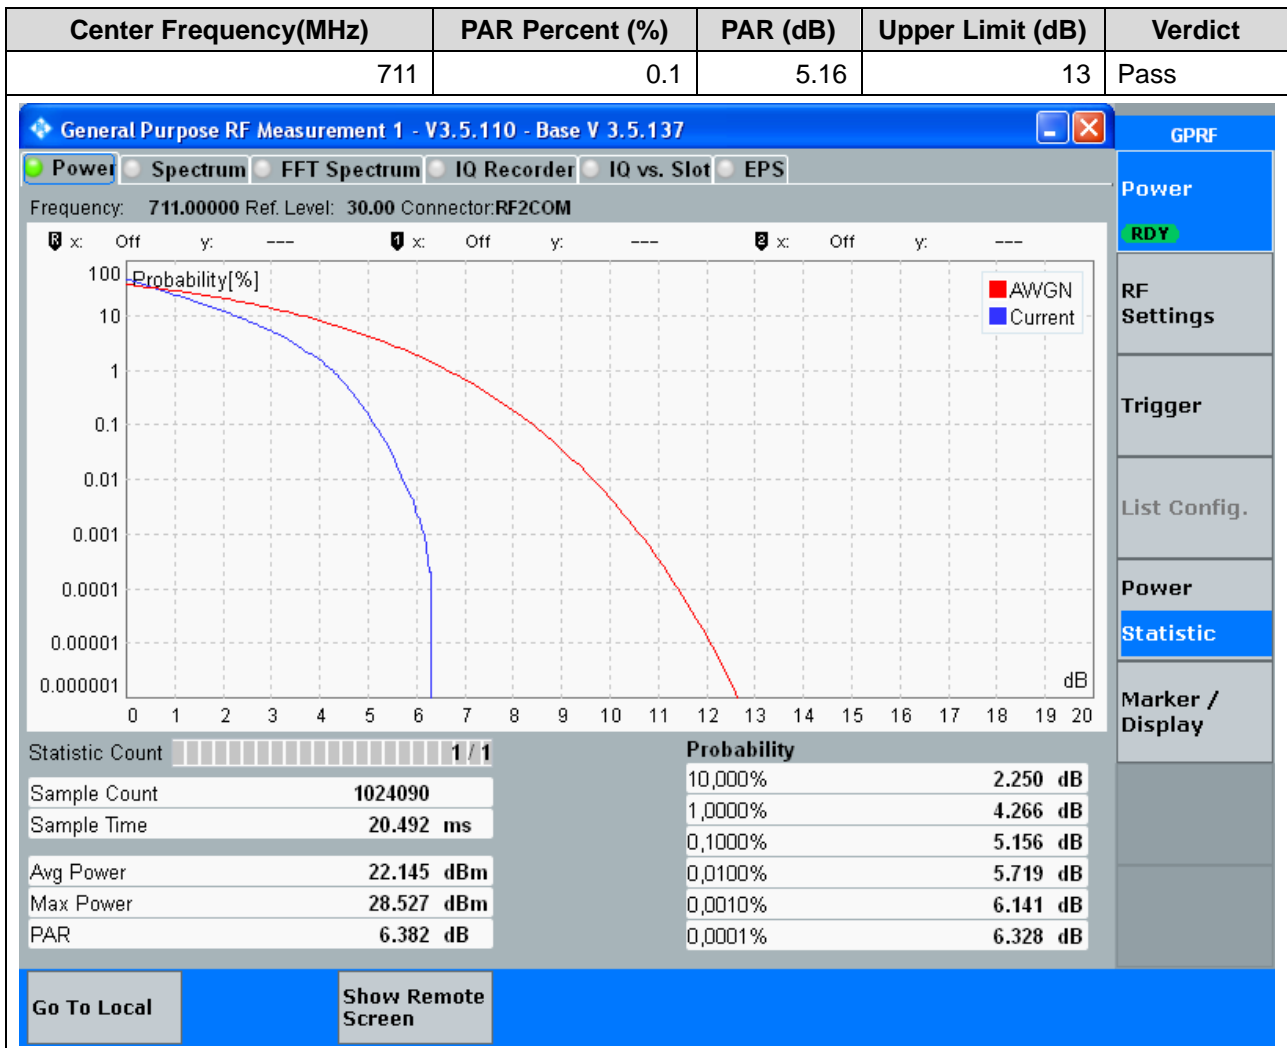 Center Frequency(MHz) PAR Percent (%) PAR (dB) Upper Limit (dB) Verdict
711 0.1 5.16 13 Pass
General Purpose RF Measurement 1 - V3.5.110 - Base V 3.5.137
GPRF
Power Spectrum FFT Spectrum IQ Recorder IQ vs. Slot EPS
Power
RDY
Frequency: 711.00000 Ref. Level: 30.00 Connector:RF2COM
R x: Off y: --- 1 x: Off y: --- 2 x: Off y: ---
Probability[%]
AWGN
Current
100
10
1
0.1
0.01
0.001
0.0001
0.00001
0.000001
dB
0 1 2 3 4 5 6 7 8 9 10 11 12 13 14 15 16 17 18 19 20
RF
Settings
Trigger
List Config.
Power
Statistic
Marker /
Display
Statistic Count 1 / 1
Sample Count 1024090
Sample Time 20.492 ms
Avg Power 22.145 dBm
Max Power 28.527 dBm
PAR 6.382 dB
Probability
10,000% 2.250 dB
1,0000% 4.266 dB
0,1000% 5.156 dB
0,0100% 5.719 dB
0,0010% 6.141 dB
0,0001% 6.328 dB
Go To Local
Show Remote
Screen